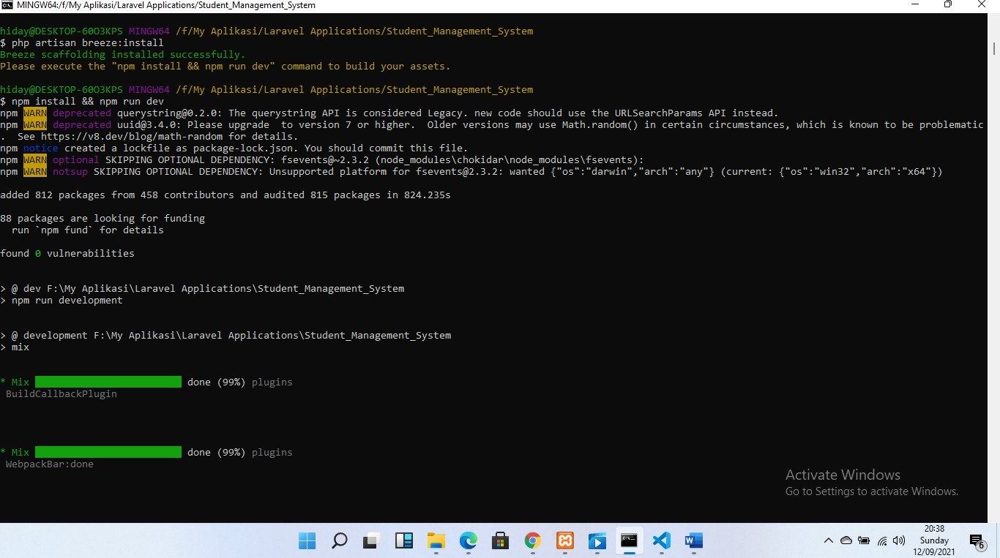 MINGW64:/f/My Aplikasi/Laravel Applications/Student_Management_System
hiday@DESKTOP-60O3KPS MINGW64 /f/My Aplikasi/Laravel Applications/Student_Management_System
$ php artisan breeze:install
Breeze scaffolding installed successfully.
Please execute the "npm install && npm run dev" command to build your assets.
hiday@DESKTOP-60O3KPS MINGW64 /f/My Aplikasi/Laravel Applications/Student_Management_System
$ npm install && npm run dev
npm WARN deprecated querystring@0.2.0: The querystring API is considered Legacy. new code should use the URLSearchParams API instead.
npm WARN deprecated uuid@3.4.0: Please upgrade  to version 7 or higher.  Older versions may use Math.random() in certain circumstances, which is known to be problematic
.  See https://v8.dev/blog/math-random for details.
npm notice created a lockfile as package-lock.json. You should commit this file.
npm WARN optional SKIPPING OPTIONAL DEPENDENCY: fsevents@~2.3.2 (node_modules\chokidar\node_modules\fsevents):
npm WARN notsup SKIPPING OPTIONAL DEPENDENCY: Unsupported platform for fsevents@2.3.2: wanted {"os":"darwin","arch":"any"} (current: {"os":"win32","arch":"x64"})
added 812 packages from 458 contributors and audited 815 packages in 824.235s
88 packages are looking for funding
run `npm fund` for details
found 0 vulnerabilities
> @ dev F:\My Aplikasi\Laravel Applications\Student_Management_System
> npm run development
> @ development F:\My Aplikasi\Laravel Applications\Student_Management_System
> mix
* Mix done (99%) plugins
BuildCallbackPlugin
* Mix done (99%) plugins
WebpackBar:done
Activate Windows
Go to Settings to activate Windows.
20:38
Sunday
12/09/2021
6